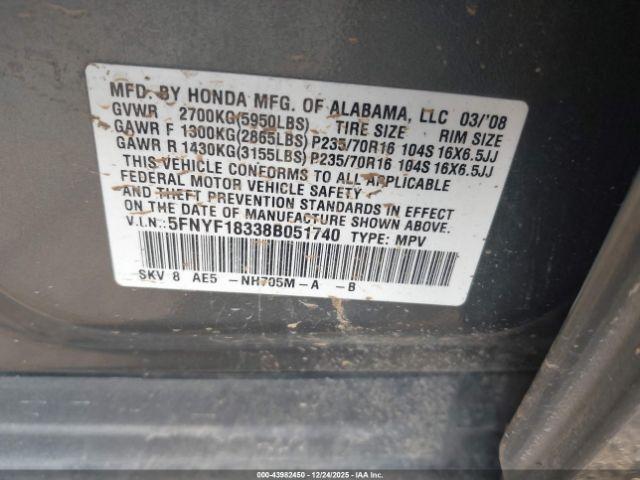 MFD. BY HONDA MFG. OF ALABAMA, LLC 03/'08
GVWR 2700KG(5950LBS) TIRE SIZE RIM SIZE
GAWR F 1300KG(2865LBS) P235/70R16 104S 16X6.5JJ
GAWR R 1430KG(3155LBS) P235/70R16 104S 16X6.5JJ
THIS VEHICLE CONFORMS TO ALL APPLICABLE
FEDERAL MOTOR VEHICLE SAFETY
AND THEFT PREVENTION STANDARDS IN EFFECT
ON THE DATE OF MANUFACTURE SHOWN ABOVE.
V.I.N.: 5FNYF18338B051740 TYPE: MPV
SKV 8 AE5 -NH705M-A -B
000-43982450 - 12/24/2025 - IAA Inc.